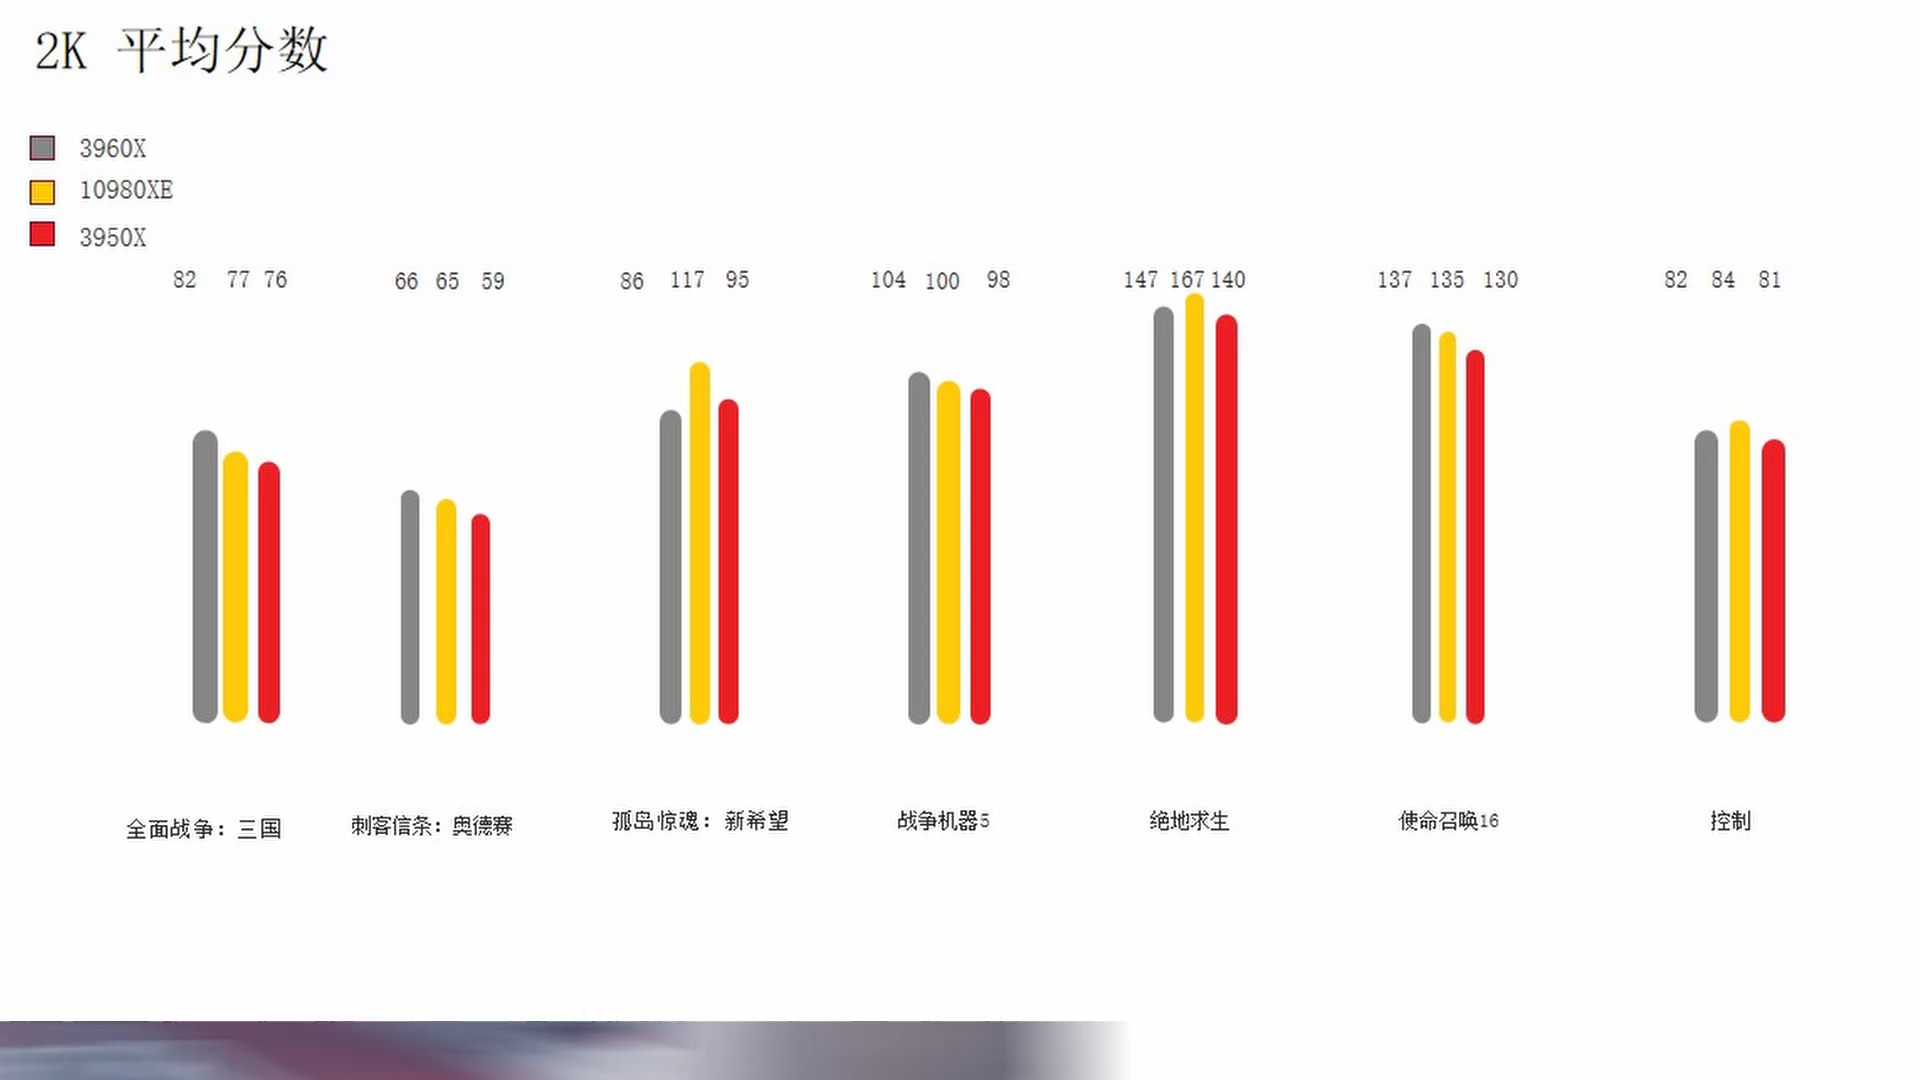 2K 平均分数
3960X
10980XE
3950X
82 77 76 66 65 59 86 117 95 104 100 98 147 167 140 137 135 130 82 84 81
全面战争：三国 刺客信条：奥德赛 孤岛惊魂：新希望 战争机器5 绝地求生 使命召唤16 控制